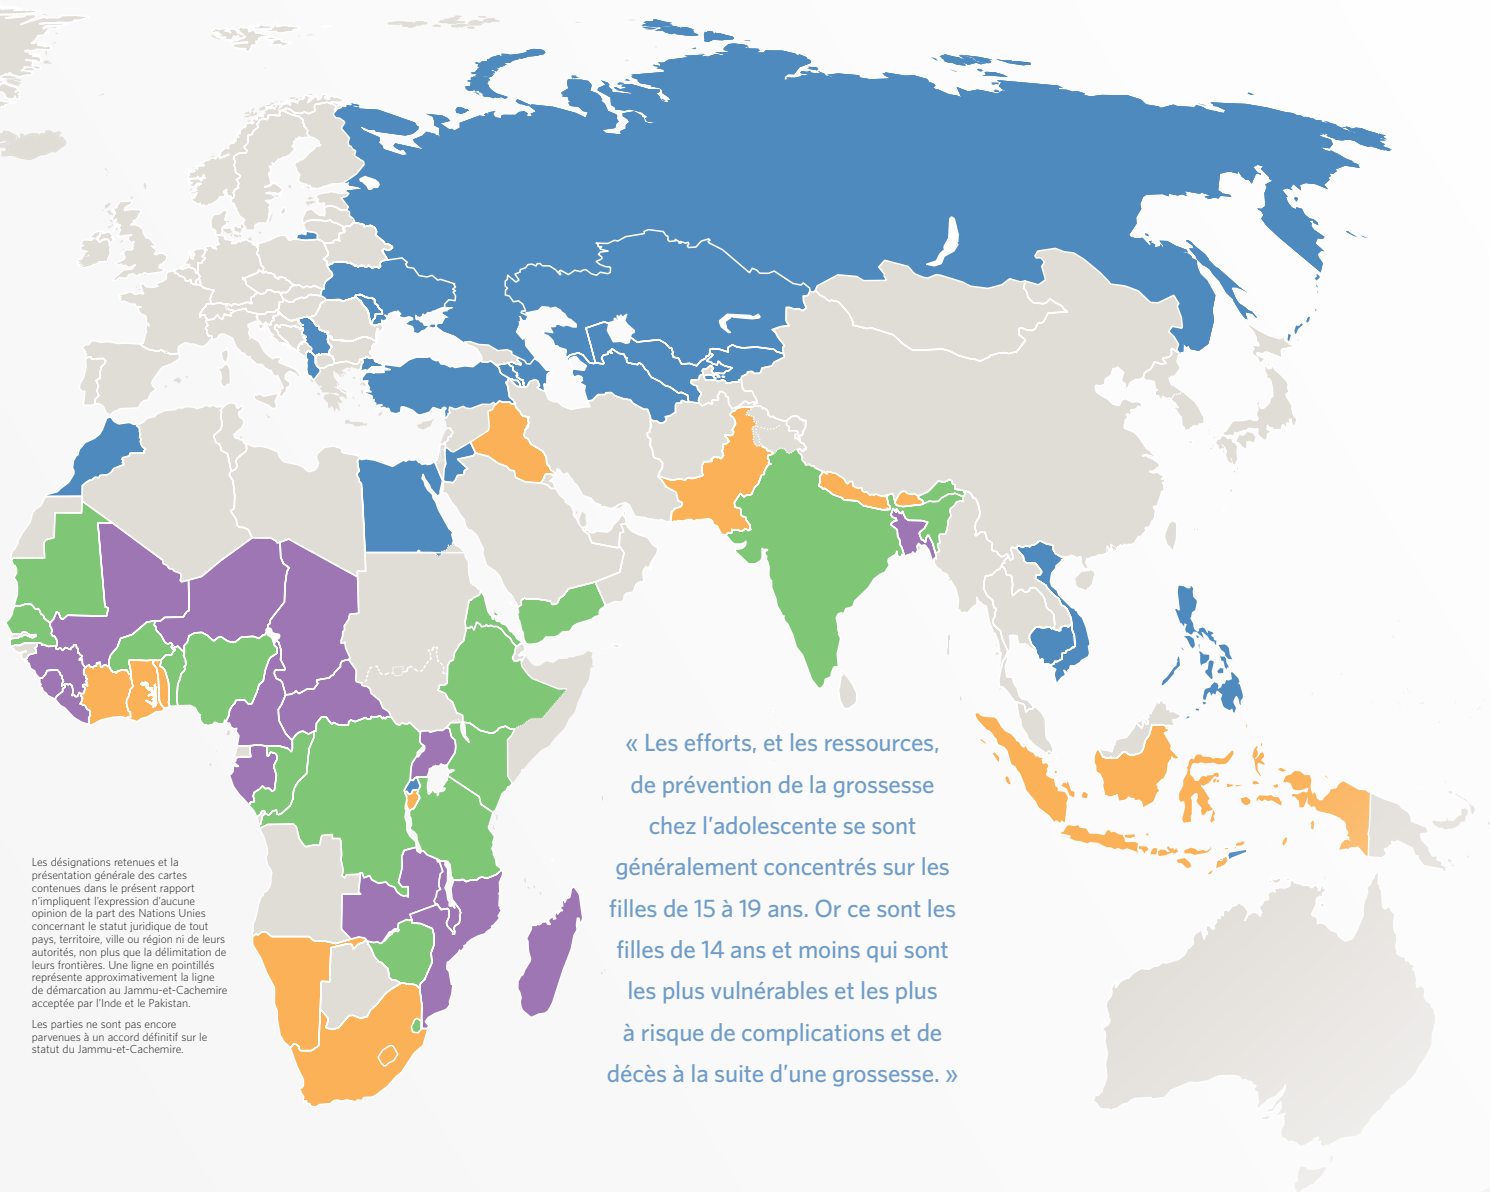 « Les efforts, et les ressources,
de prévention de la grossesse
chez l’adolescente se sont
généralement concentrés sur les
filles de 15 à 19 ans. Or ce sont les
filles de 14 ans et moins qui sont
les plus vulnérables et les plus
à risque de complications et de
décès à la suite d’une grossesse. »
Les désignations retenues et la
présentation générale des cartes
contenues dans le présent rapport
n’impliquent l’expression d’aucune
opinion de la part des Nations Unies
concernant le statut juridique de tout
pays, territoire, ville ou région ni de leurs
autorités, non plus que la délimitation de
leurs frontières. Une ligne en pointillés
représente approximativement la ligne
de démarcation au Jammu-et-Cachemire
acceptée par l’Inde et le Pakistan.
Les parties ne sont pas encore
parvenues à un accord définitif sur le
statut du Jammu-et-Cachemire.